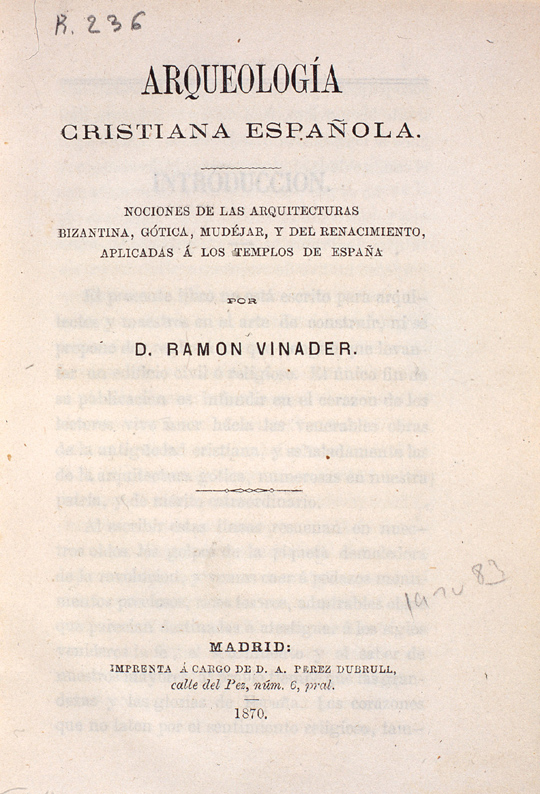 R. 236
ARQUEOLOGÍA
CRISTIANA ESPAÑOLA.
NOCIONES DE LAS ARQUITECTURAS
BIZANTINA, GÓTICA, MUDÉJAR, Y DEL RENACIMIENTO,
APLICADAS Á LOS TEMPLOS DE ESPAÑA
POR
D. RAMON VINADER.
MADRID:
IMPRENTA Á CARGO DE D. A. PEREZ DUBRULL,
calle del Pez, núm. 6, pral.
1870.